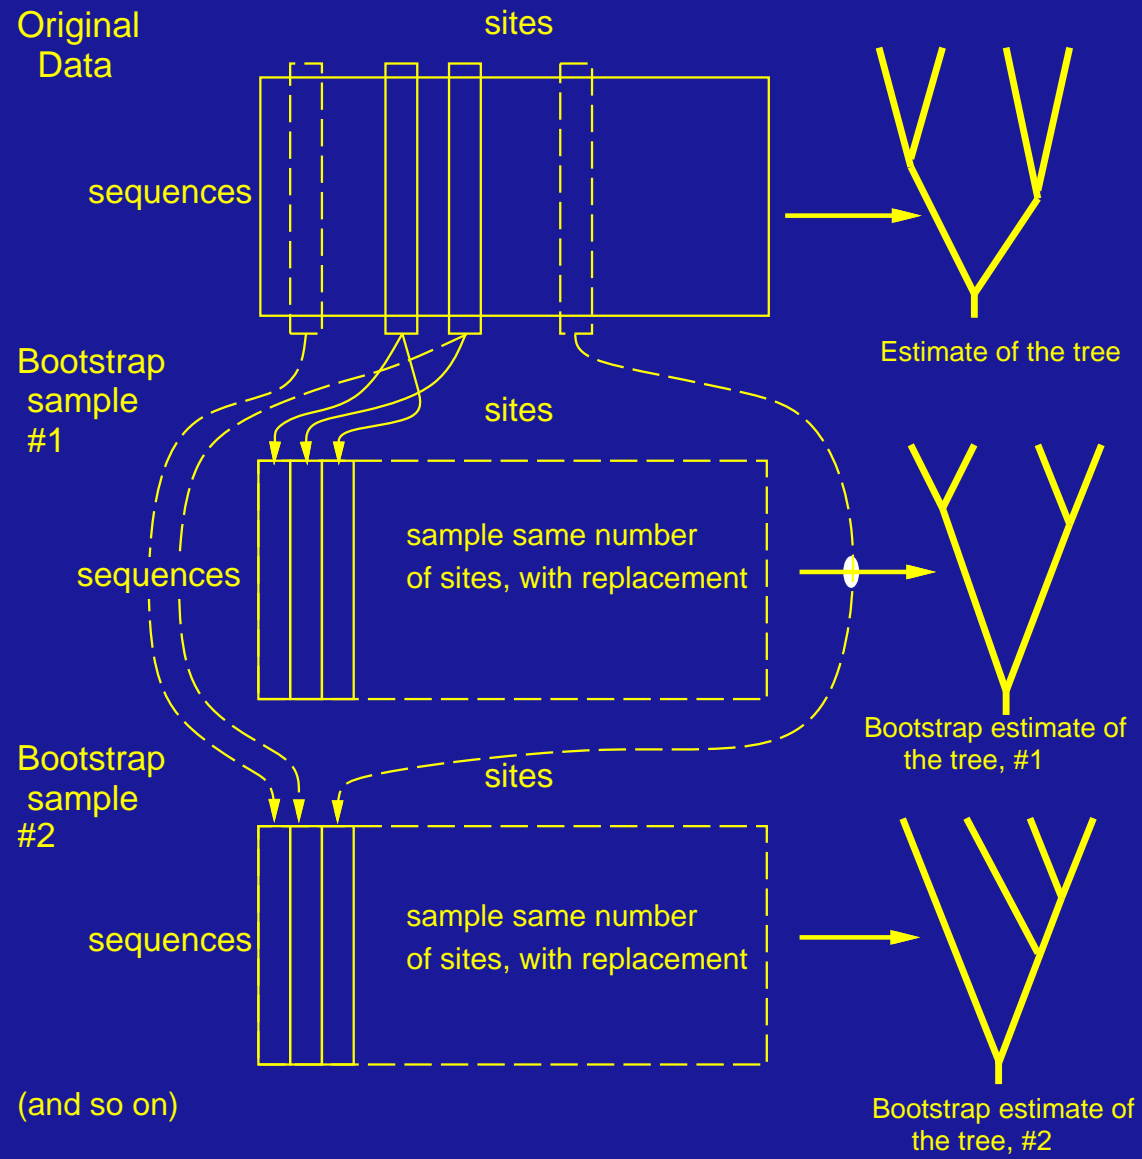 Original
Data
sites
sequences
Estimate of the tree
Bootstrap
sample
#1
sites
sequences
sample same number
of sites, with replacement
Bootstrap estimate of
the tree, #1
Bootstrap
sample
#2
sites
sequences
sample same number
of sites, with replacement
(and so on)
Bootstrap estimate of
the tree, #2